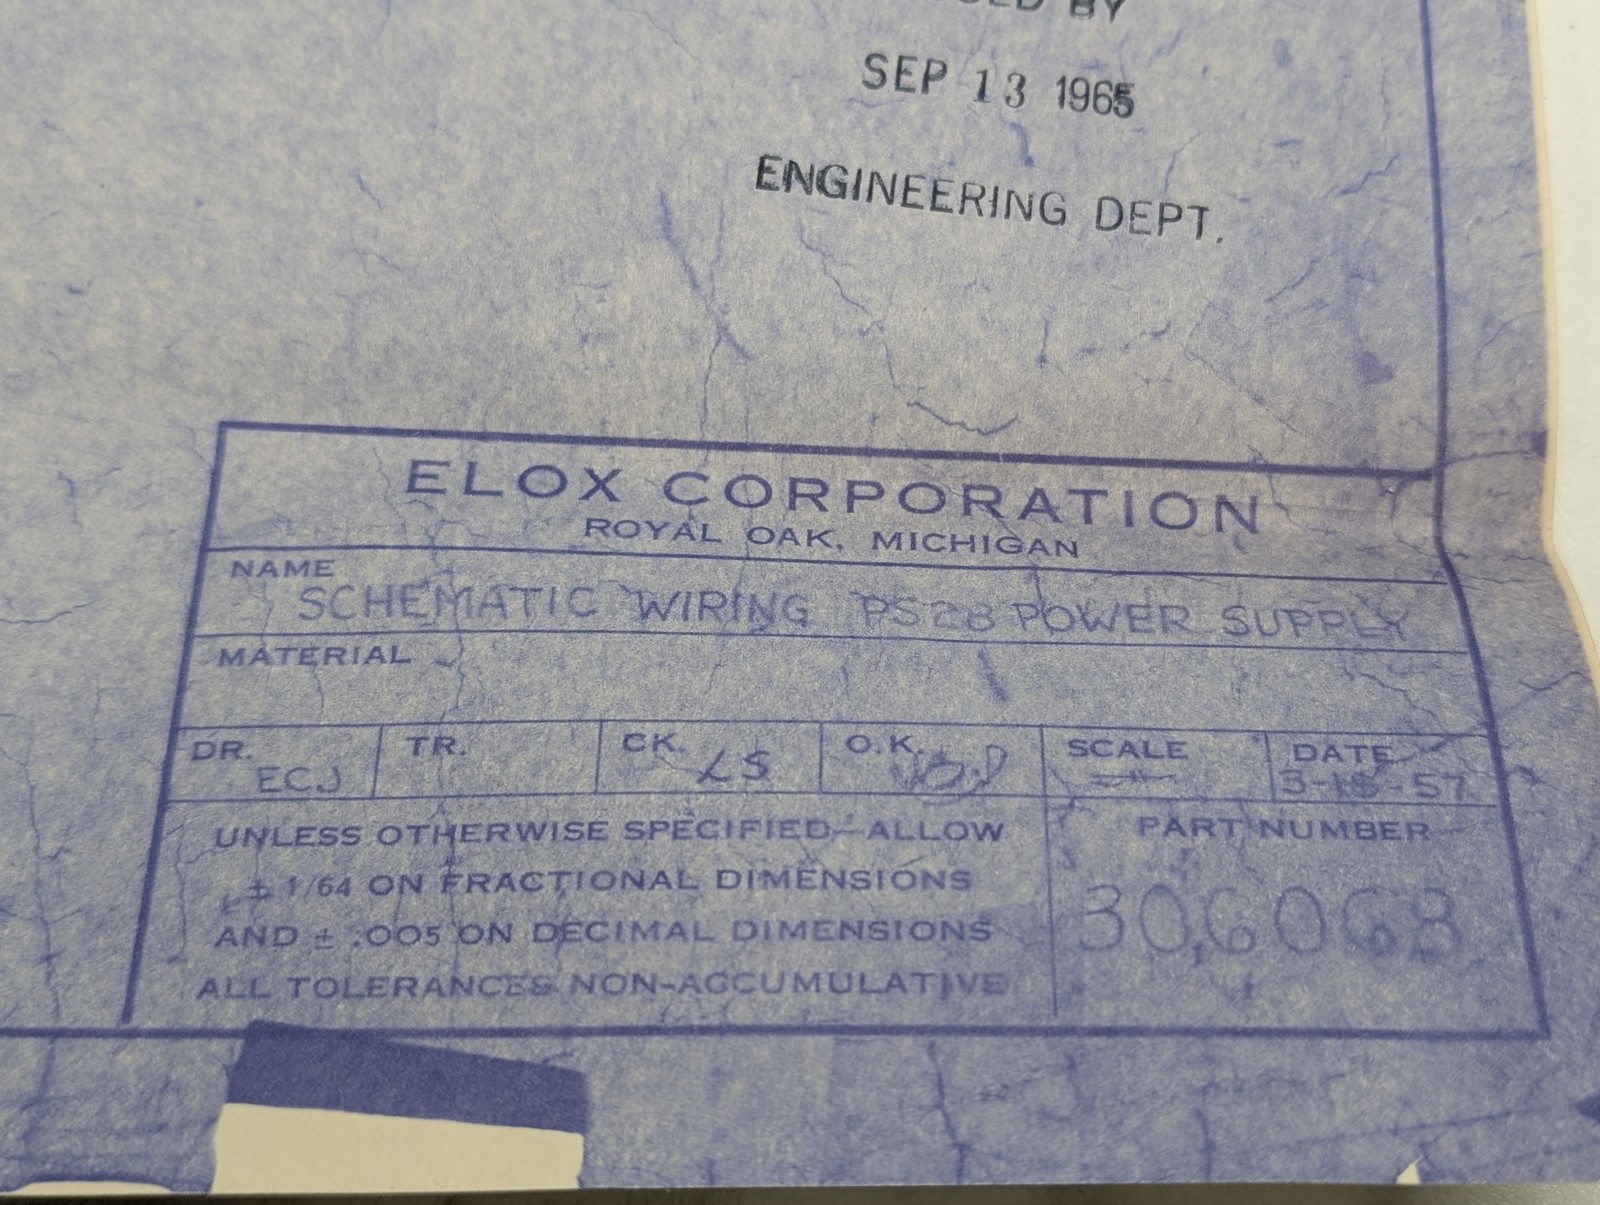 BY
SEP 13 1965
ENGINEERING DEPT.
ELOX CORPORATION
ROYAL OAK, MICHIGAN
NAME
SCHEMATIC WIRING PS28 POWER SUPPLY
MATERIAL
DR. ECJ
TR.
CK. LS
O.K.
SCALE
DATE
UNLESS OTHERWISE SPECIFIED-ALLOW
± 1/64 ON FRACTIONAL DIMENSIONS
AND ± .005 ON DECIMAL DIMENSIONS
ALL TOLERANCES NON-ACCUMULATIVE
PART NUMBER